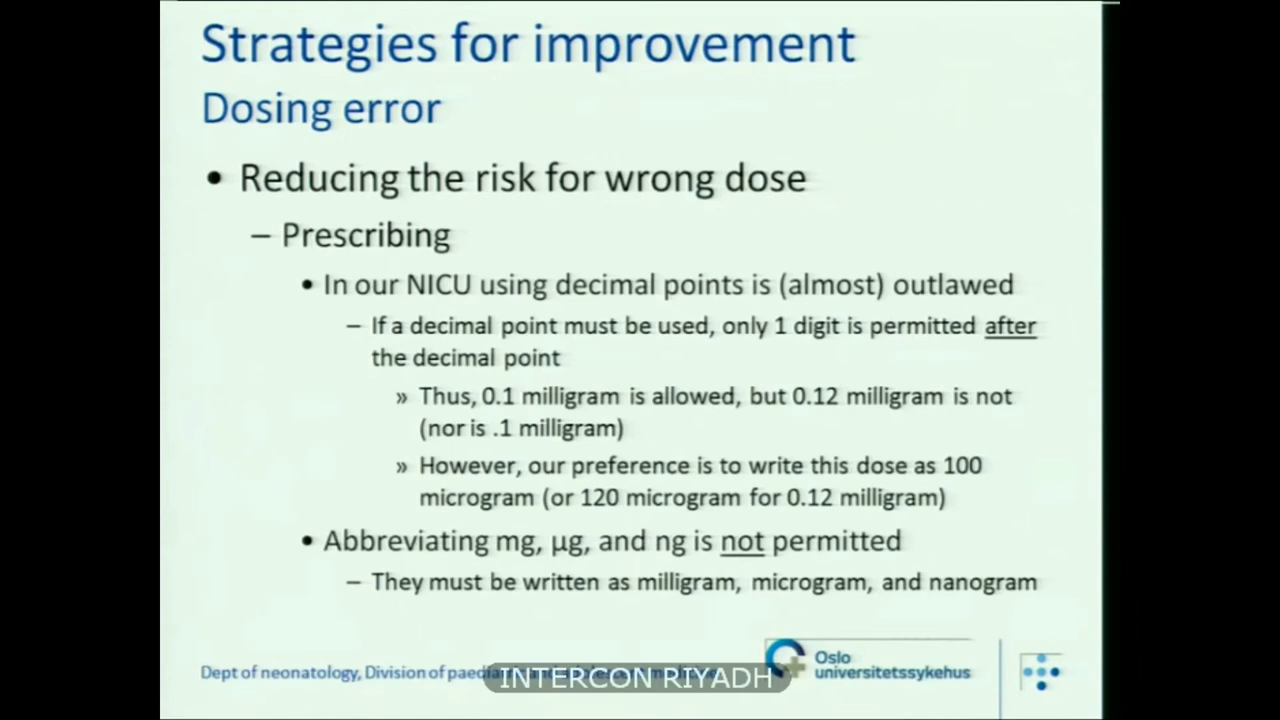 Strategies for improvement
Dosing error
• Reducing the risk for wrong dose
– Prescribing
• In our NICU using decimal points is (almost) outlawed
– If a decimal point must be used, only 1 digit is permitted after
the decimal point
» Thus, 0.1 milligram is allowed, but 0.12 milligram is not
(nor is .1 milligram)
» However, our preference is to write this dose as 100
microgram (or 120 microgram for 0.12 milligram)
• Abbreviating mg, µg, and ng is not permitted
– They must be written as milligram, microgram, and nanogram
Dept of neonatology, Division of
INTERCON RIYADH
Oslo
universitetssykehus